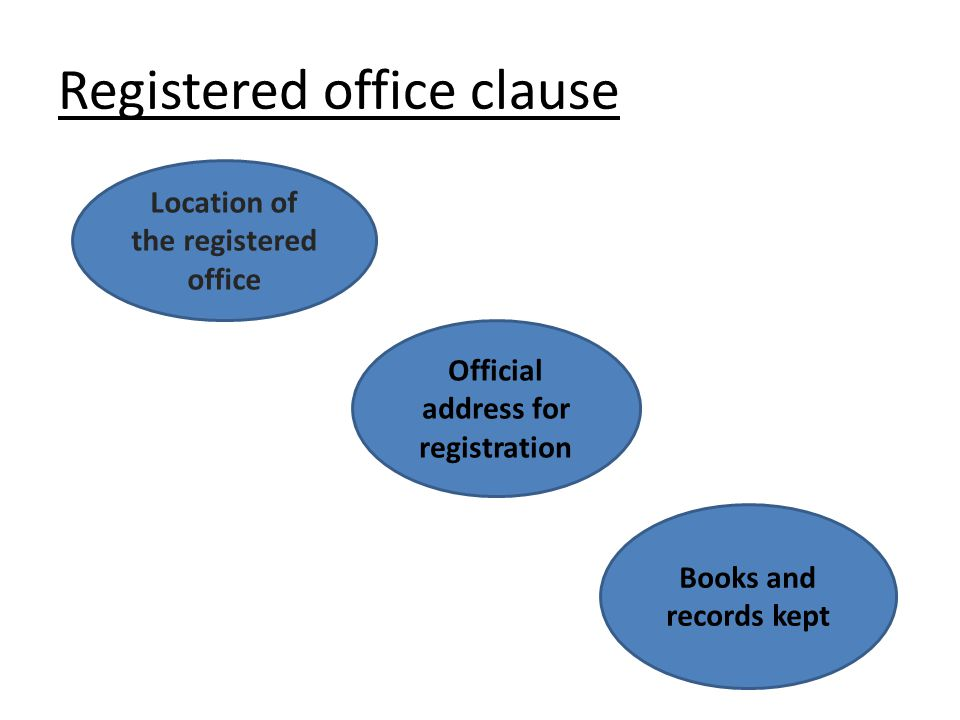 Registered office clause
Location of
the registered
office
Official
address for
registration
Books and
records kept